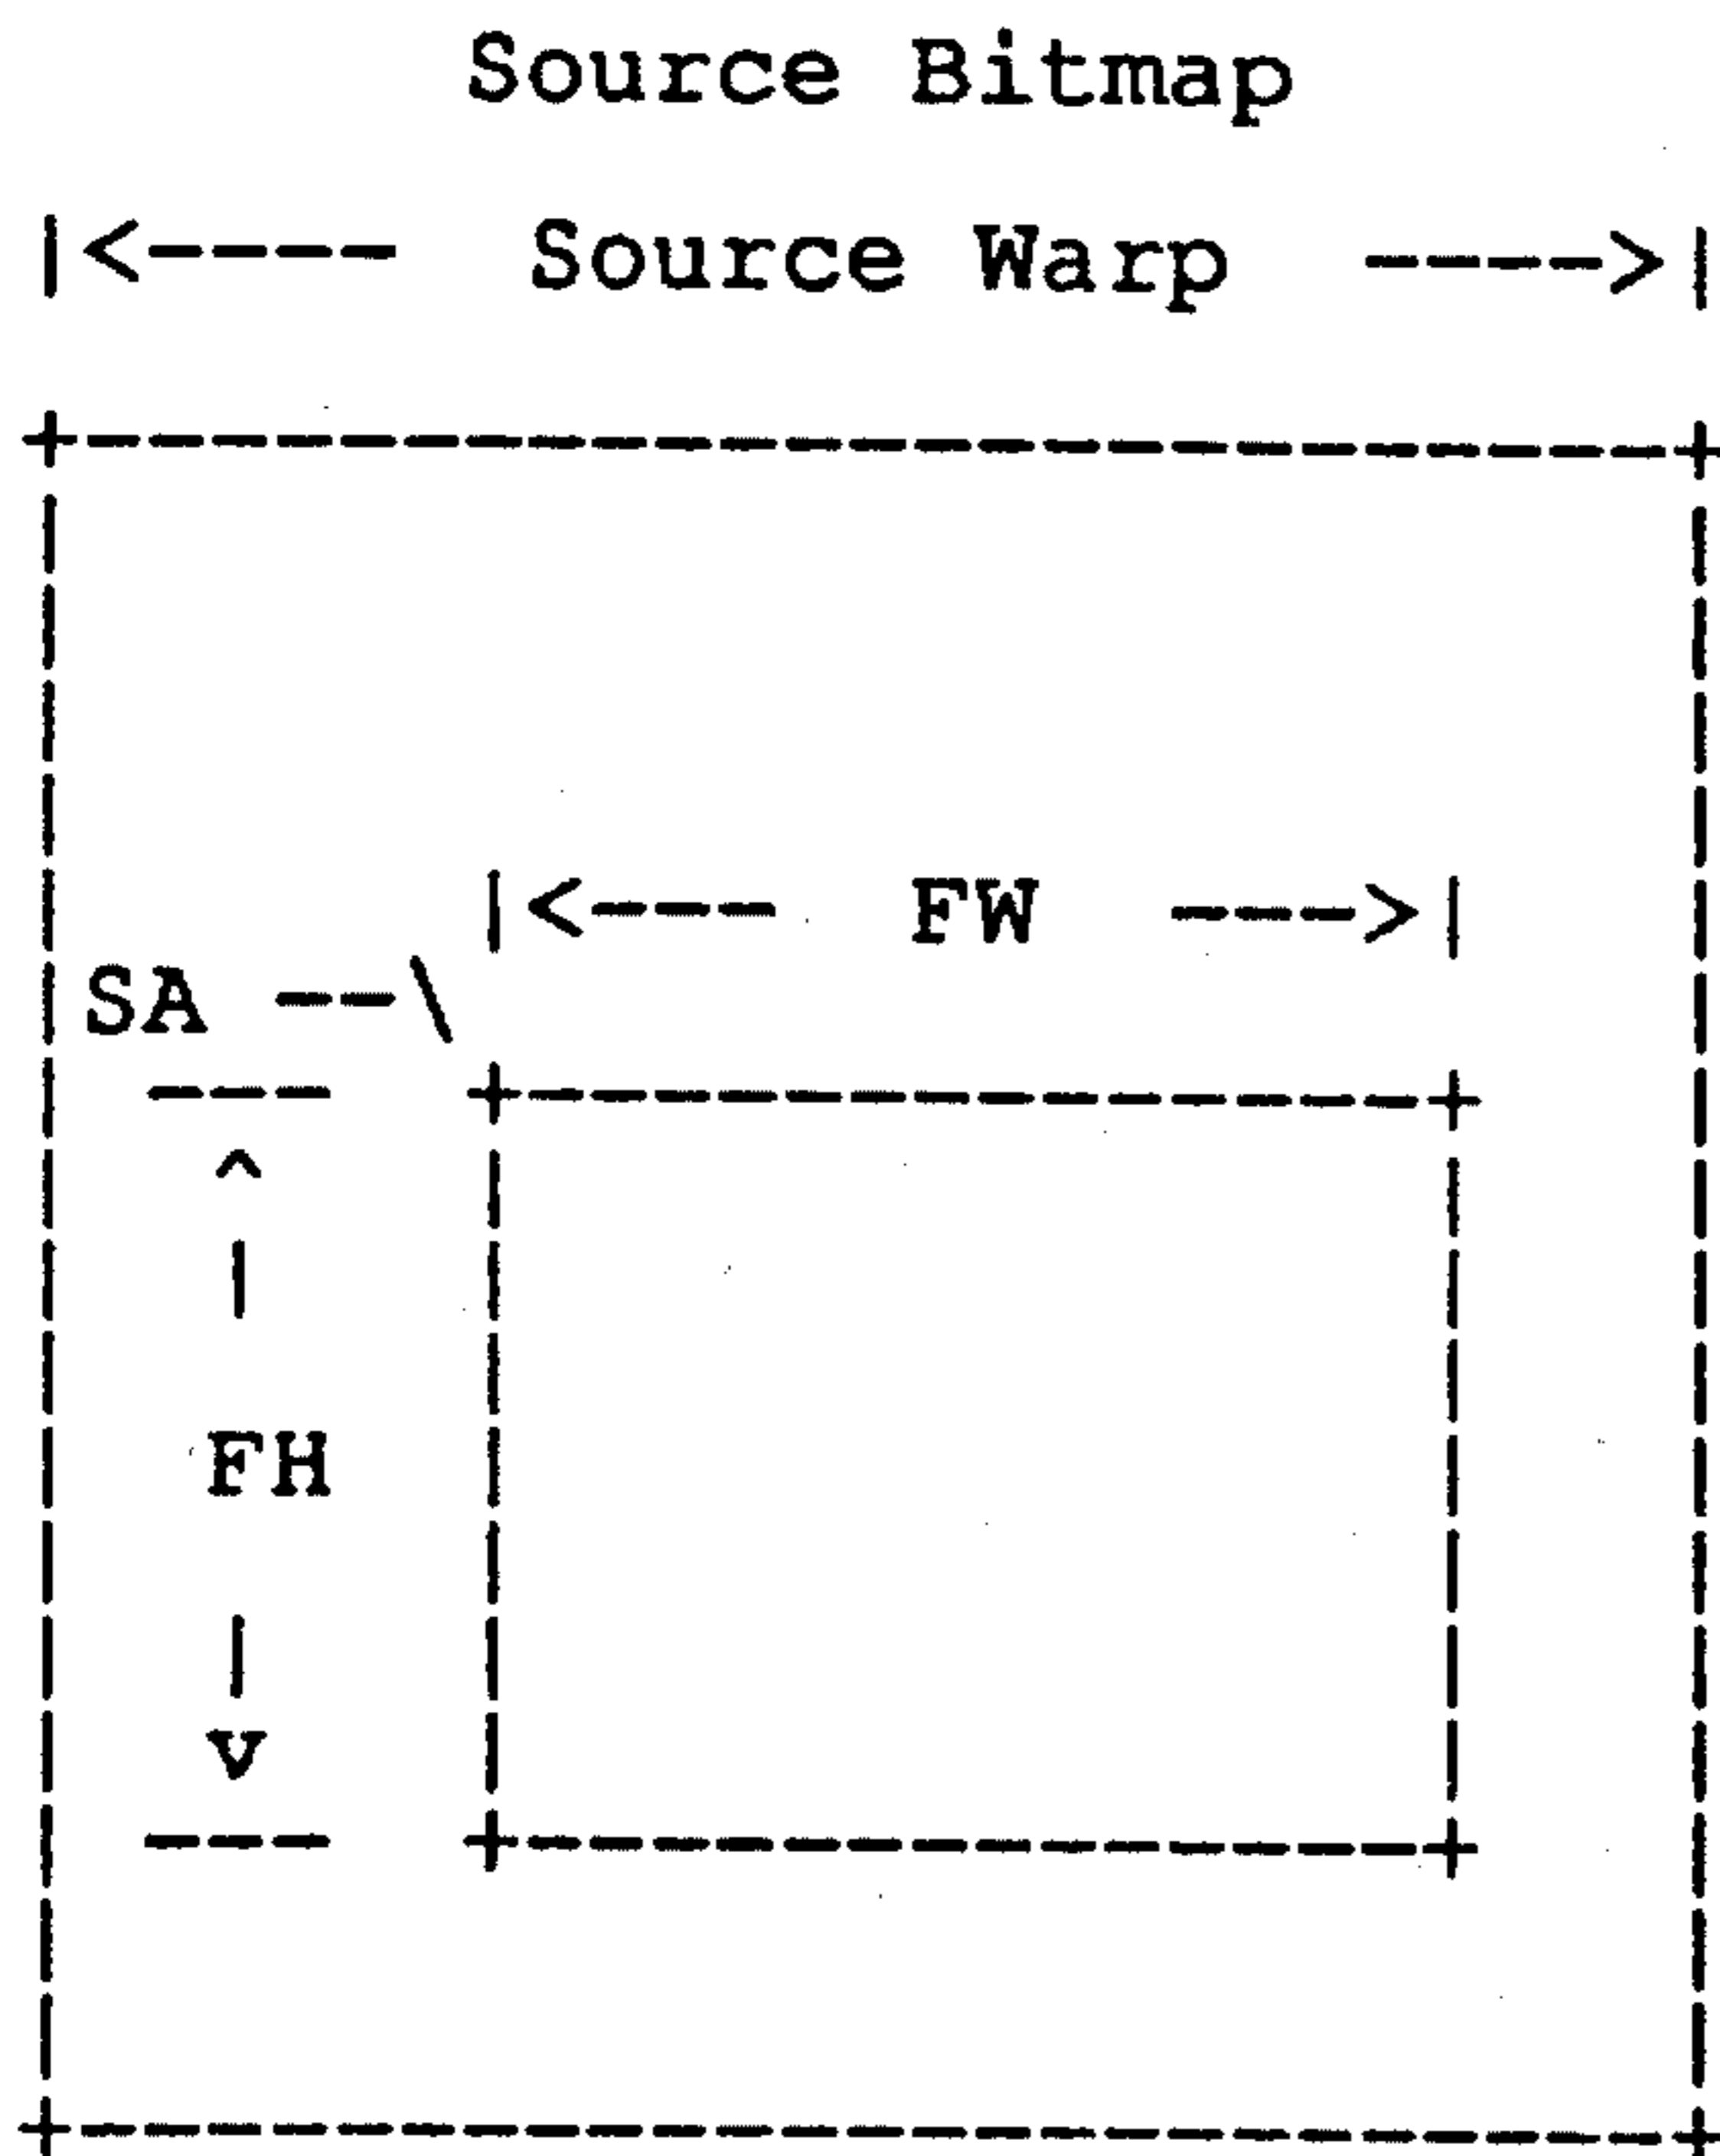 Source Bitmap
|<---- Source Warp ---->|
|<--- FW --->|
SA --\
FH